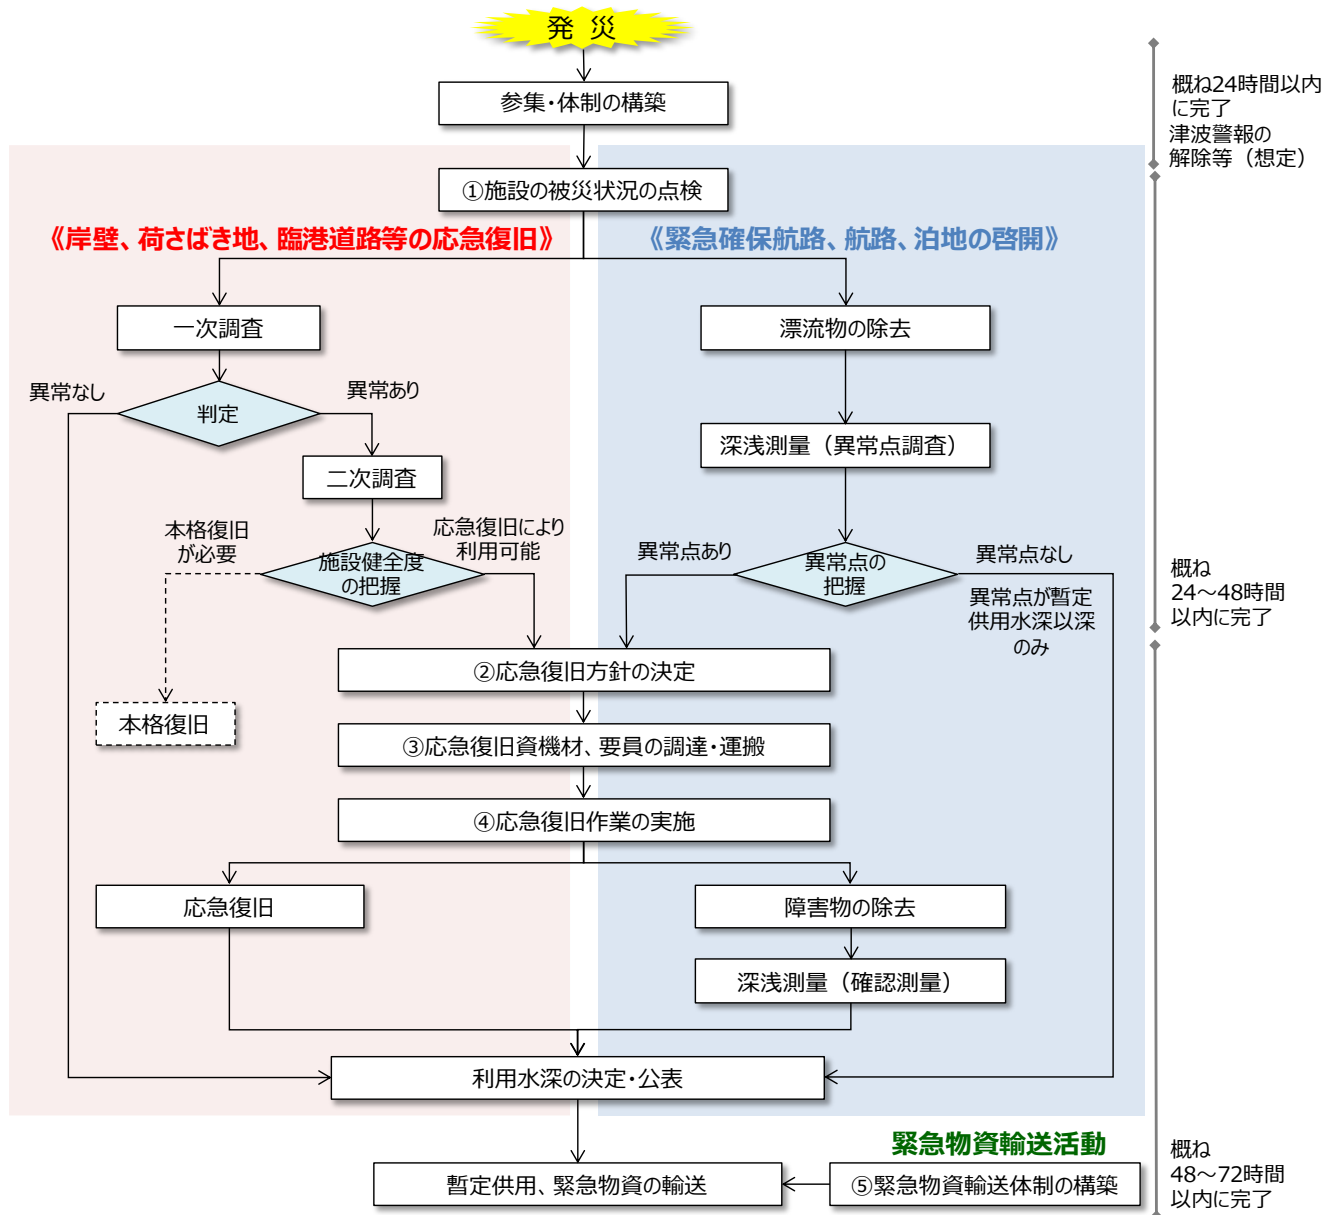 発 災
概ね24時間以内
に完了
津波警報の
解除等（想定）
参集・体制の構築
①施設の被災状況の点検
《岸壁、荷さばき地、臨港道路等の応急復旧》
《緊急確保航路、航路、泊地の啓開》
一次調査
漂流物の除去
異常なし
異常あり
判定
深浅測量（異常点調査）
二次調査
本格復旧
が必要
応急復旧により
利用可能
施設健全度
の把握
異常点あり
異常点の
把握
異常点なし
異常点が暫定
供用水深以深
のみ
概ね
24～48時間
以内に完了
②応急復旧方針の決定
本格復旧
③応急復旧資機材、要員の調達・運搬
④応急復旧作業の実施
応急復旧
障害物の除去
深浅測量（確認測量）
利用水深の決定・公表
緊急物資輸送活動
暫定供用、緊急物資の輸送
⑤緊急物資輸送体制の構築
概ね
48～72時間
以内に完了